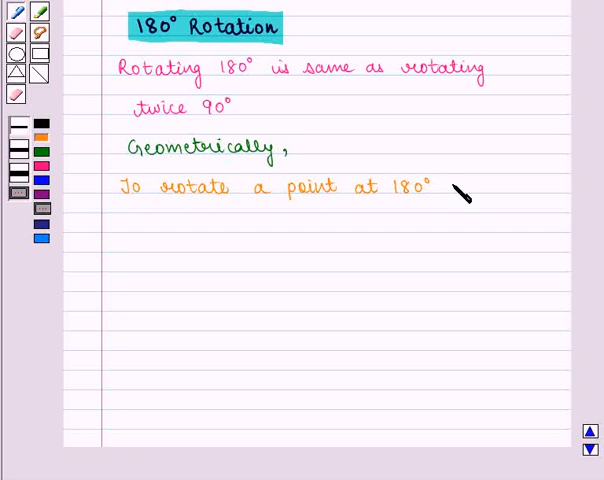 180° Rotation
Rotating 180° is same as rotating
twice 90°
Geometrically,
To rotate a point at 180°